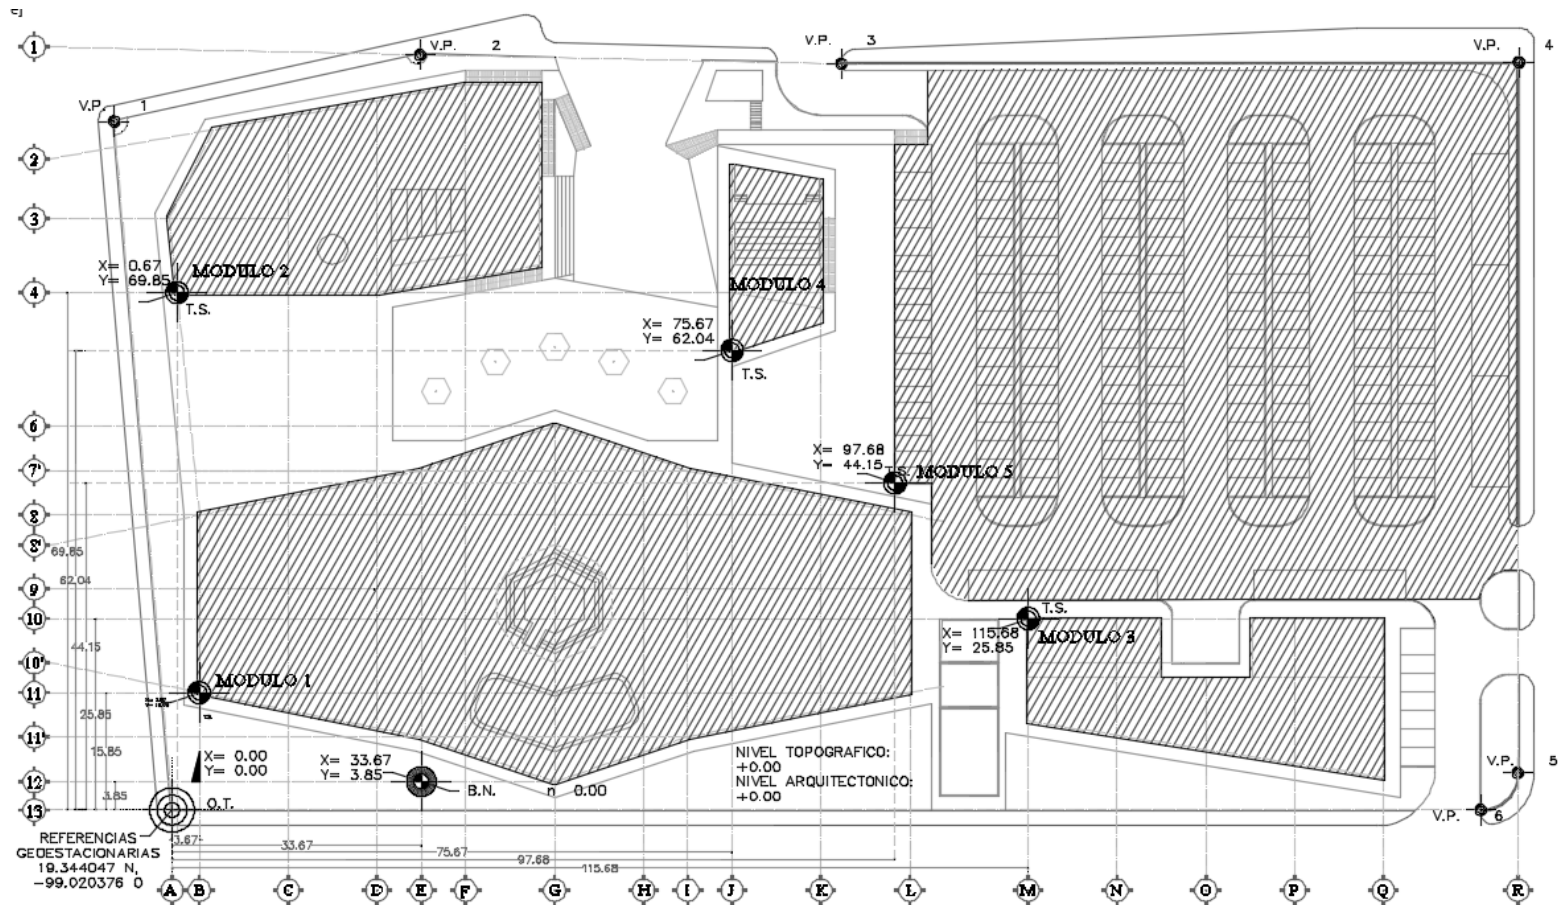 e)
1
V.P. 2
V.P. 3
V.P. 4
V.P. 1
2
3
X= 0.67
Y= 69.85
MODULO 2
T.S.
4
MODULO 4
X= 75.67
Y= 62.04
T.S.
6
7'
X= 97.68
Y= 44.15
T.S.
MODULO 5
8
8'
69.85
62.04
9
10
T.S.
X= 115.68
Y= 25.85
MODULO 3
44.15
10'
11
MODULO 1
T.S.
25.85
11'
15.85
X= 0.00
Y= 0.00
X= 33.67
Y= 3.85
NIVEL TOPOGRAFICO:
+0.00
NIVEL ARQUITECTONICO:
+0.00
V.P. 5
12
B.N.
n 0.00
3.85
13
O.T.
V.P. 6
REFERENCIAS
GEOESTACIONARIAS
19.344047 N,
-99.020376 O
3.67
33.67
75.67
97.68
115.68
A B C D E F G H I J K L M N O P Q R